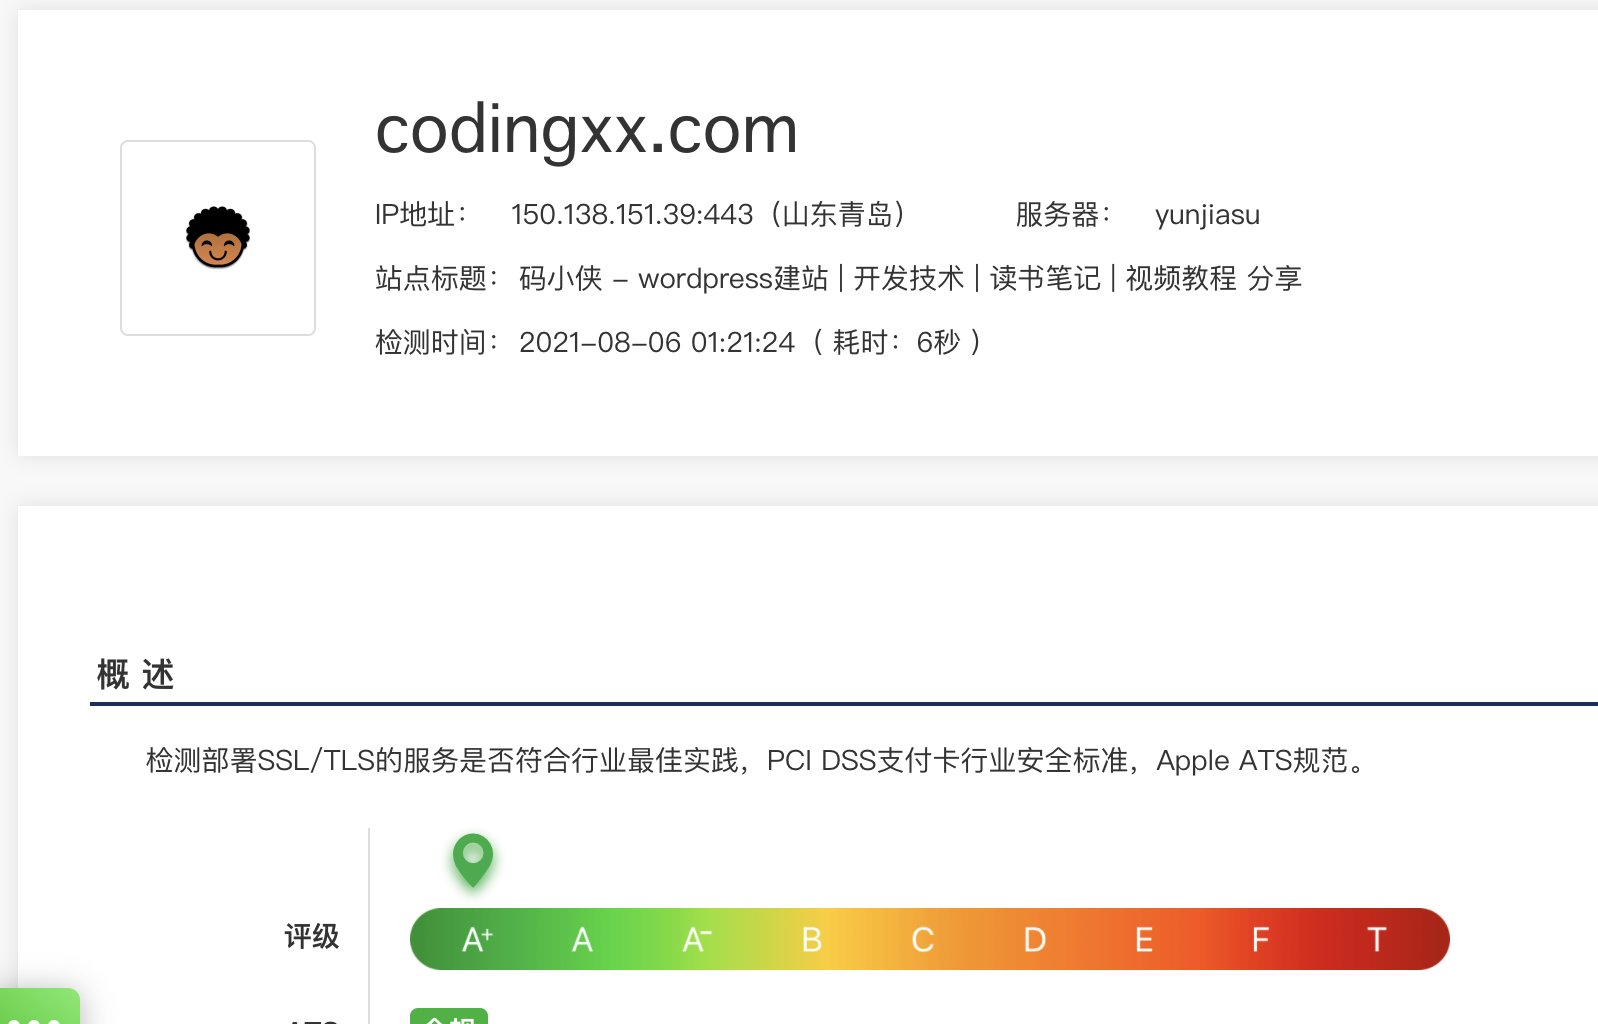 codingxx.com
IP地址： 150.138.151.39:443（山东青岛） 服务器： yunjiasu
站点标题： 码小侠 – wordpress建站 | 开发技术 | 读书笔记 | 视频教程 分享
检测时间： 2021-08-06 01:21:24 ( 耗时：6秒 )
概 述
检测部署SSL/TLS的服务是否符合行业最佳实践，PCI DSS支付卡行业安全标准，Apple ATS规范。
评级 A+ A A- B C D E F T